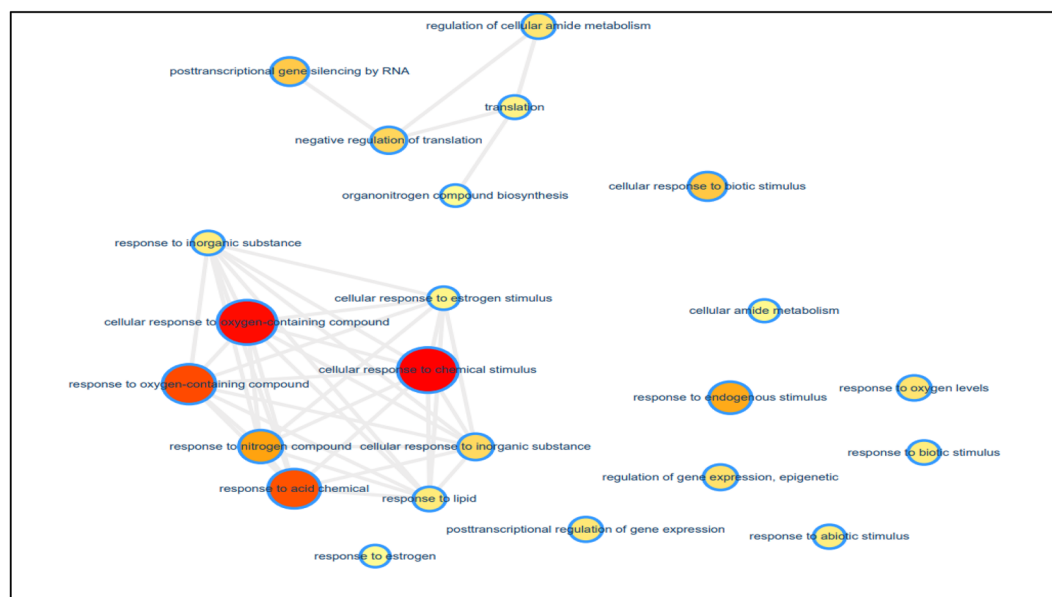 regulation of cellular amide metabolism
posttranscriptional gene silencing by RNA
translation
negative regulation of translation
cellular response to biotic stimulus
organonitrogen compound biosynthesis
response to inorganic substance
cellular response to estrogen stimulus
cellular amide metabolism
cellular response to oxygen-containing compound
cellular response to chemical stimulus
response to oxygen-containing compound
response to oxygen levels
response to endogenous stimulus
response to nitrogen compound
cellular response to inorganic substance
response to biotic stimulus
regulation of gene expression, epigenetic
response to acid chemical
response to lipid
posttranscriptional regulation of gene expression
response to abiotic stimulus
response to estrogen